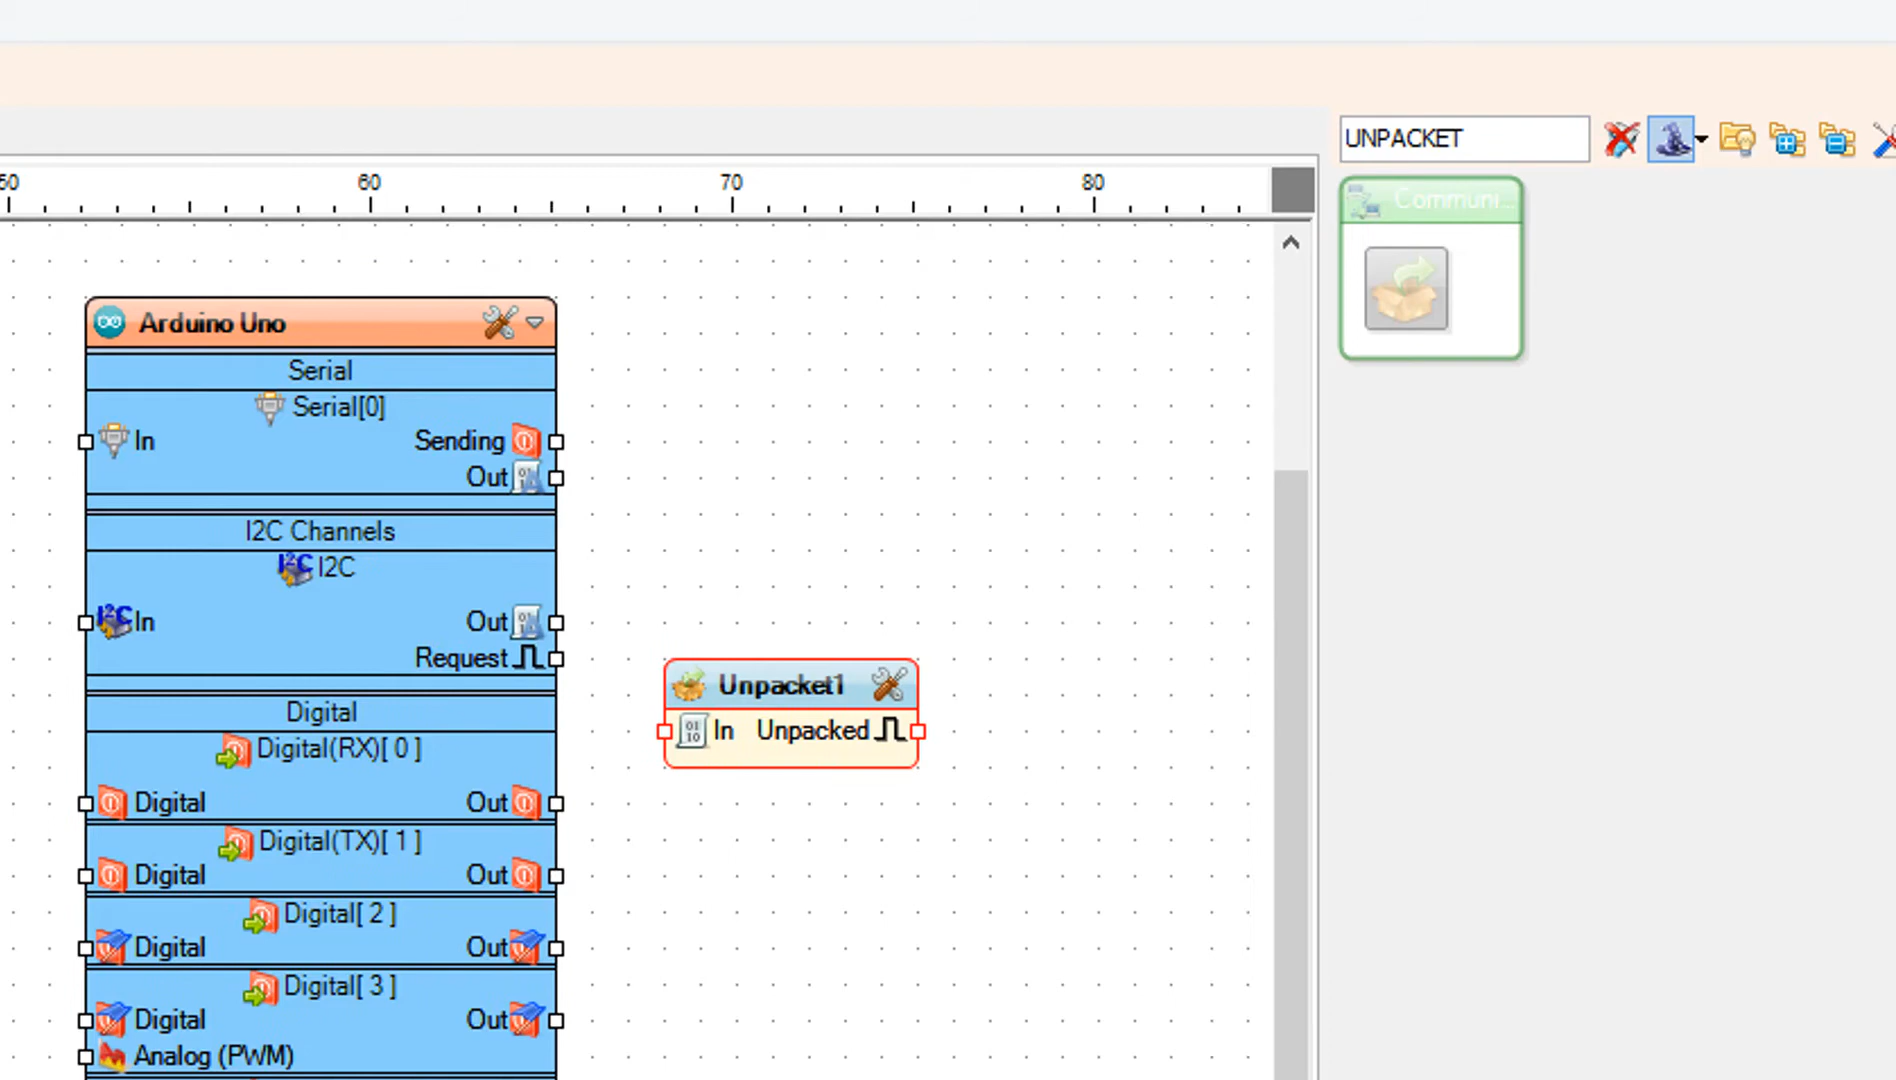 UNPACKET
Communi...
60
70
80
Arduino Uno
Serial
Serial[0]
In
Sending
Out
I2C Channels
I2C
In
Out
Request
Digital
Digital(RX)[ 0 ]
Digital
Out
Digital(TX)[ 1 ]
Digital
Out
Digital[ 2 ]
Digital
Out
Digital[ 3 ]
Digital
Out
Analog (PWM)
Unpacket1
In
Unpacked